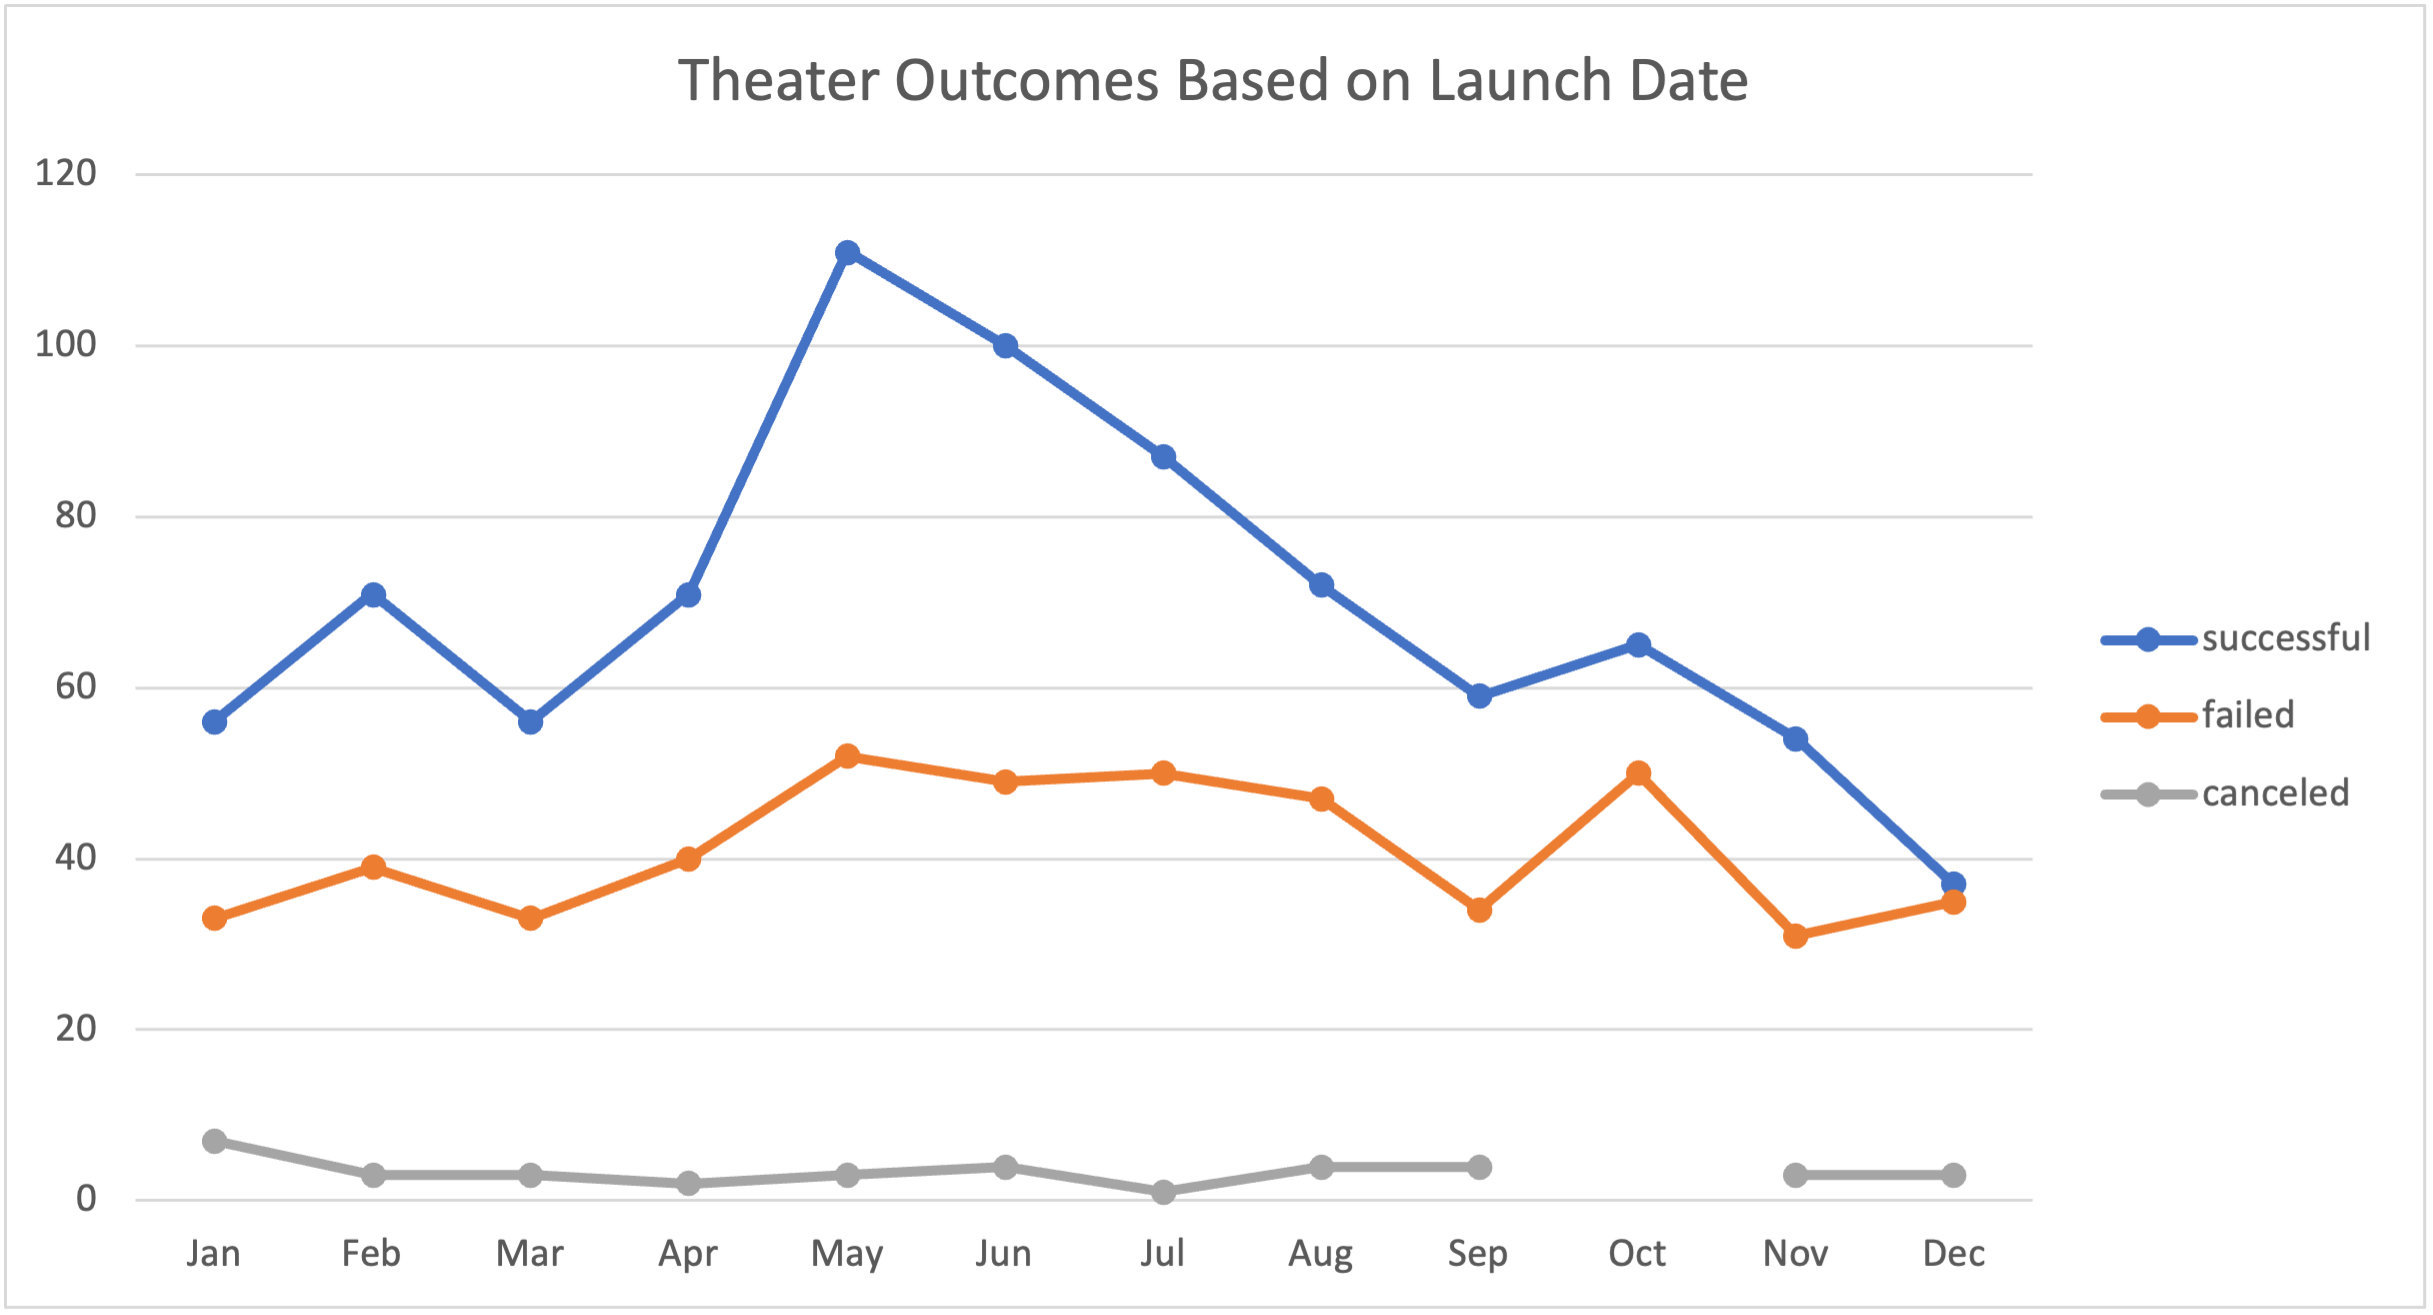 Theater Outcomes Based on Launch Date
120
100
80
60
40
20
0
Jan Feb Mar Apr May Jun Jul Aug Sep Oct Nov Dec
successful
failed
canceled